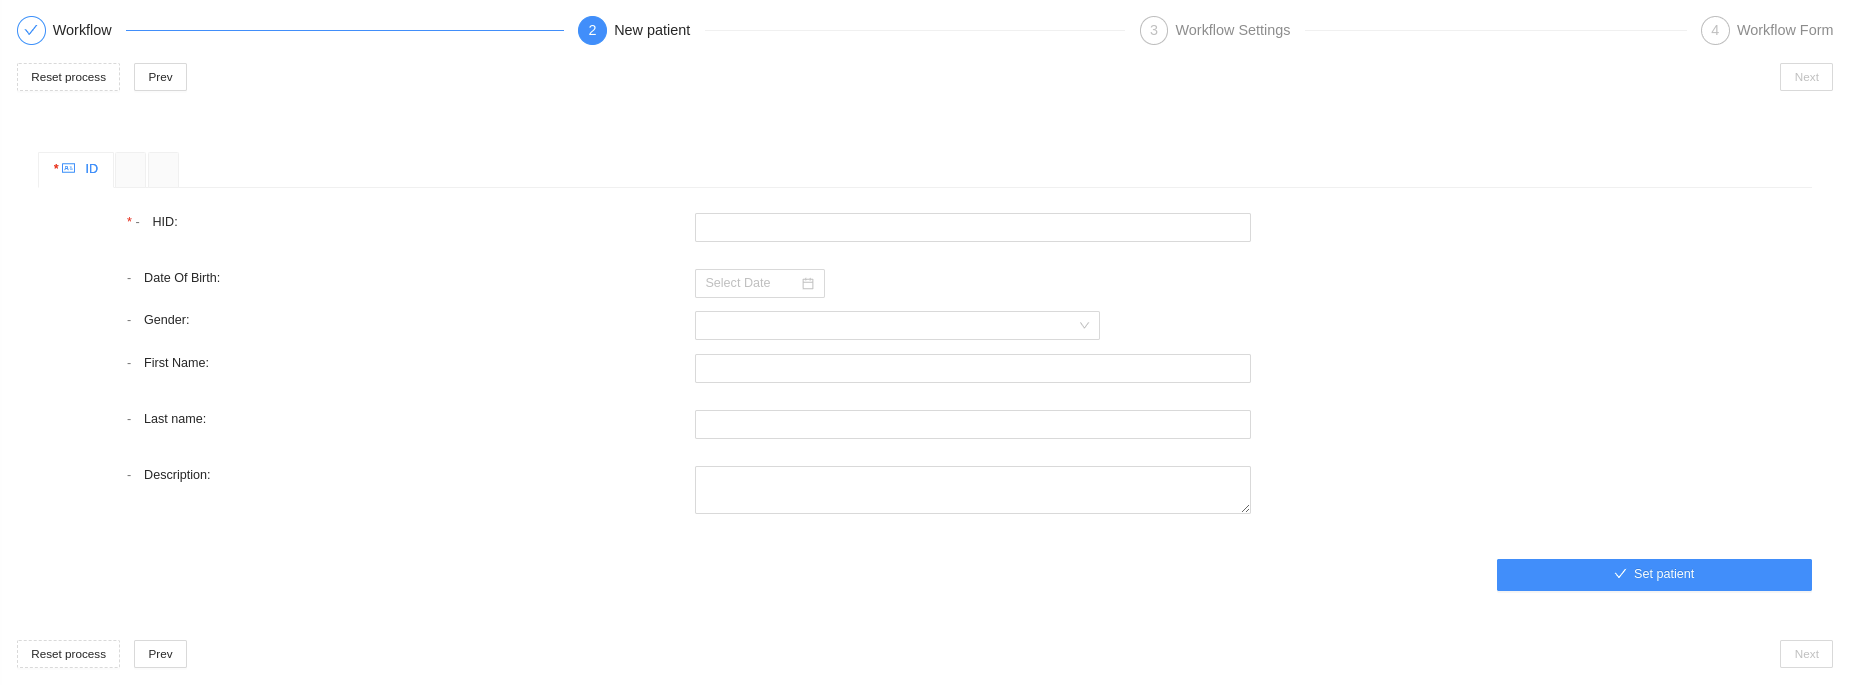 Workflow 2 New patient 3 Workflow Settings 4 Workflow Form
Reset process Prev Next
* ID
* - HID:
- Date Of Birth: Select Date
- Gender:
- First Name:
- Last name:
- Description:
Set patient
Reset process Prev Next